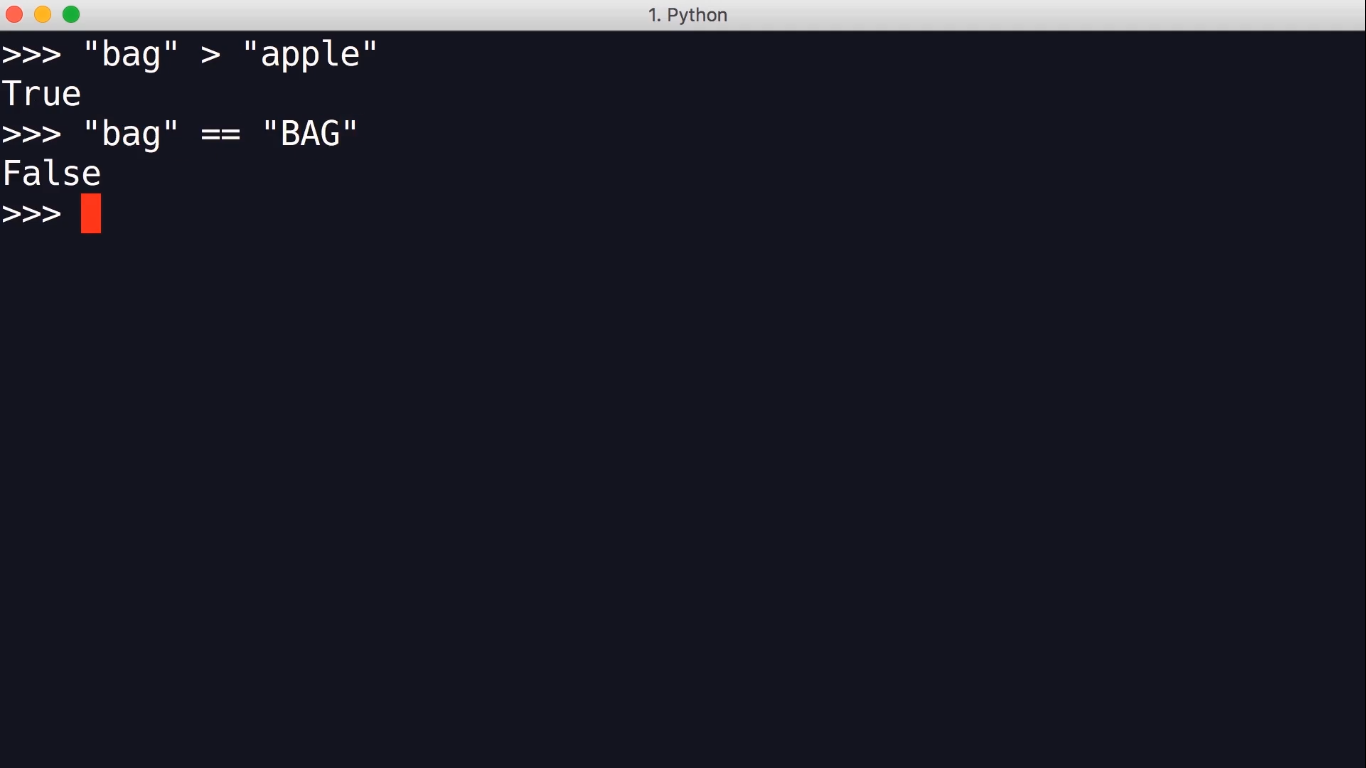 1. Python
>>> "bag" > "apple"
True
>>> "bag" == "BAG"
False
>>>